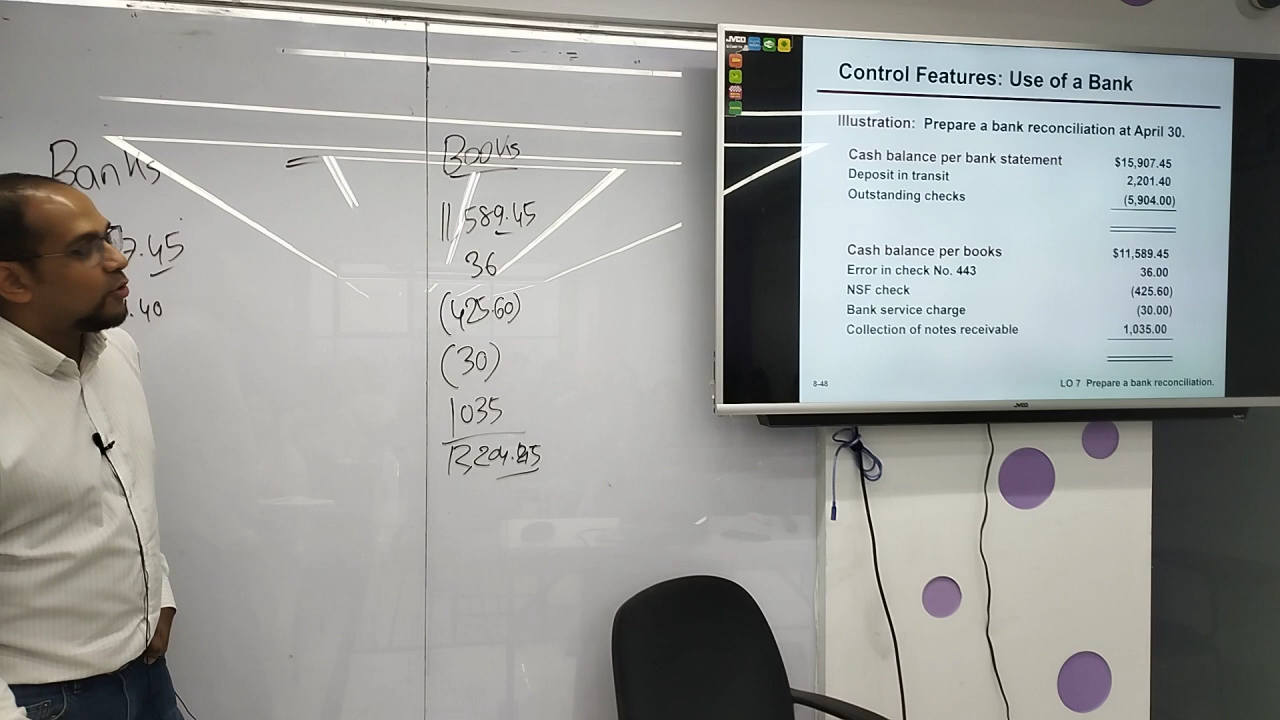 Banks = Books
.45
.40
11,589.45
36
(425.60)
(30)
1035
JVCO
Control Features: Use of a Bank
Illustration: Prepare a bank reconciliation at April 30.
Cash balance per bank statement $15,907.45
Deposit in transit 2,201.40
Outstanding checks (5,904.00)
Cash balance per books $11,589.45
Error in check No. 443 36.00
NSF check (425.60)
Bank service charge (30.00)
Collection of notes receivable 1,035.00
8-48 LO 7 Prepare a bank reconciliation.
JVCO